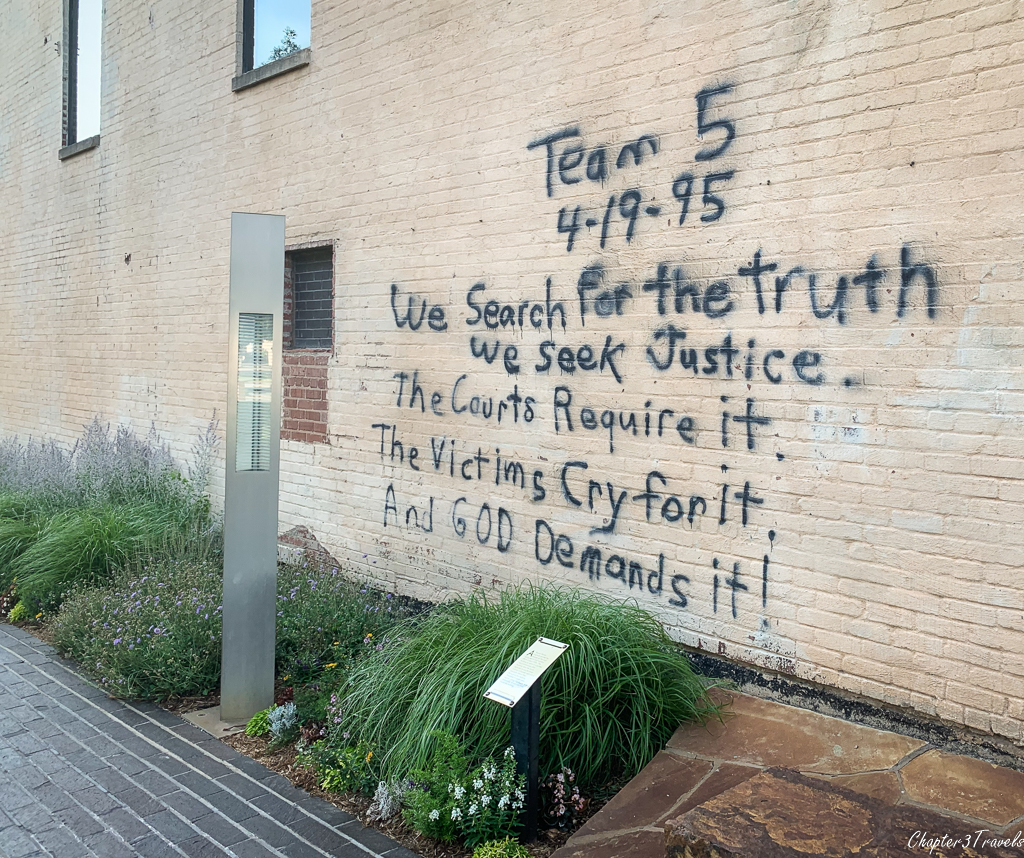 Team 5
4-19-95
We Search for the truth
We seek Justice.
The Courts Require it.
The Victims Cry for it
And GOD Demands it!
Chapter3Travels